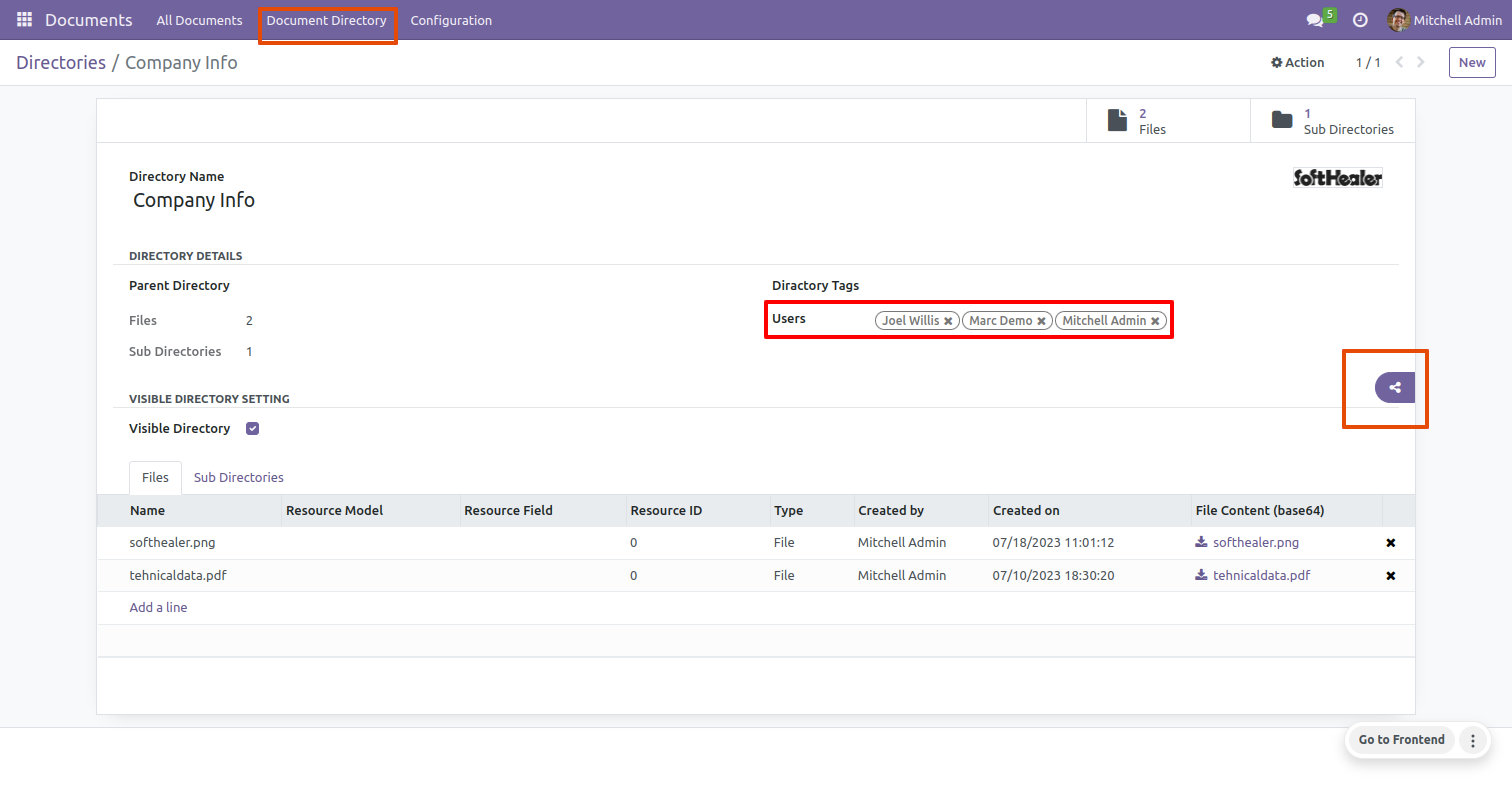 Documents All Documents Document Directory Configuration 5 Mitchell Admin
Directories / Company Info Action 1 / 1 New
2
Files
1
Sub Directories
Directory Name
Company Info
SoftHealer
DIRECTORY DETAILS
Parent Directory
Files 2
Sub Directories 1
Diractory Tags
Users Joel Willis Marc Demo Mitchell Admin
VISIBLE DIRECTORY SETTING
Visible Directory
Files Sub Directories
Name Resource Model Resource Field Resource ID Type Created by Created on File Content (base64)
softhealer.png 0 File Mitchell Admin 07/18/2023 11:01:12 softhealer.png
tehnicaldata.pdf 0 File Mitchell Admin 07/10/2023 18:30:20 tehnicaldata.pdf
Add a line
Go to Frontend